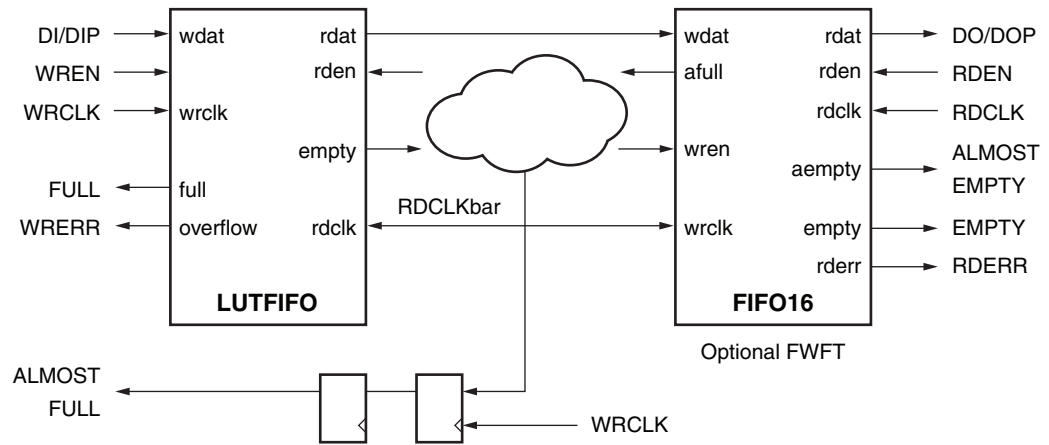 DI/DIP
wdat
rdat
wdat
rdat
DO/DOP
WREN
rden
afull
rden
RDEN
WRCLK
wrclk
rdclk
RDCLK
empty
wren
aempty
ALMOST
EMPTY
FULL
full
RDCLKbar
WRERR
overflow
rdclk
wrclk
empty
EMPTY
rderr
RDERR
LUTFIFO
FIFO16
Optional FWFT
ALMOST
FULL
WRCLK